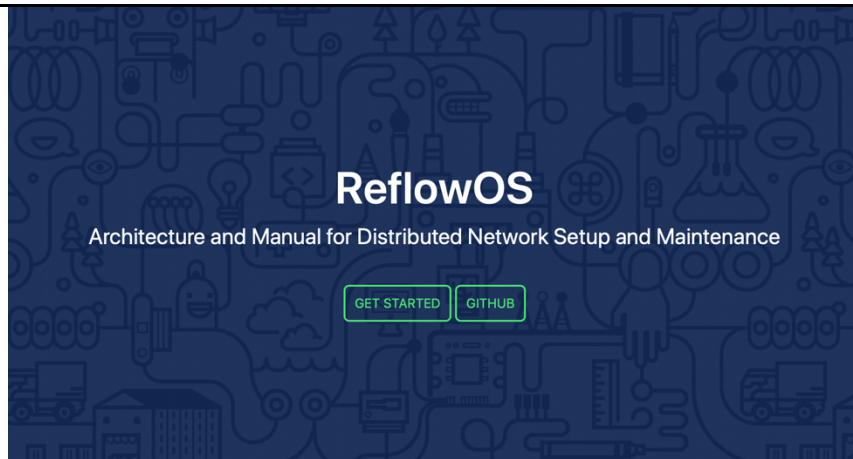 ReflowOS
Architecture and Manual for Distributed Network Setup and Maintenance
GET STARTED GITHUB